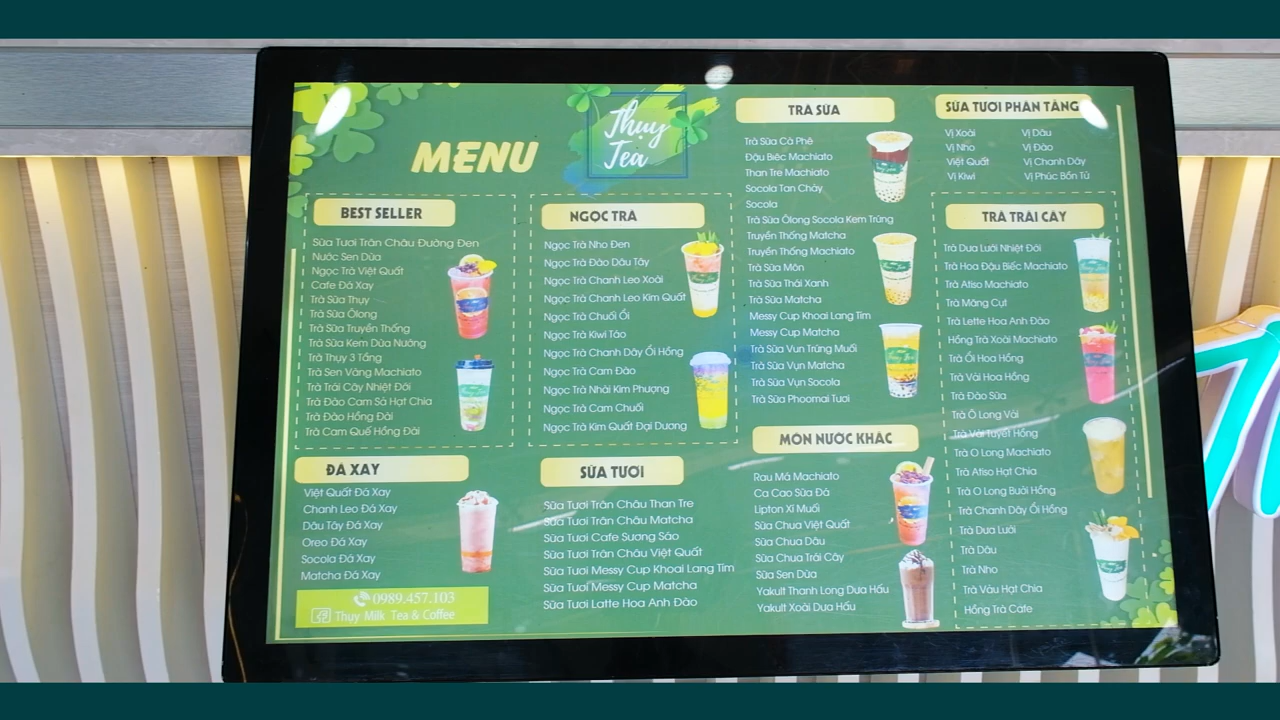 MENU
Thụy
Tea
BEST SELLER
Sữa Tươi Trân Châu Đường Đen
Nước Sen Dừa
Ngọc Trà Việt Quất
Cafe Đá Xay
Trà Sữa Thụy
Trà Sữa Ôlong
Trà Sữa Truyền Thống
Trà Sữa Kem Dừa Nướng
Trà Thụy 3 Tầng
Trà Sen Vàng Machiato
Trà Trái Cây Nhiệt Đới
Trà Đào Cam Sả Hạt Chia
Trà Đào Hồng Đài
Trà Cam Quế Hồng Đài
ĐÁ XAY
Việt Quất Đá Xay
Chanh Leo Đá Xay
Dâu Tây Đá Xay
Oreo Đá Xay
Socola Đá Xay
Matcha Đá Xay
0989.457.103
Thụy Milk Tea & Coffee
NGỌC TRÀ
Ngọc Trà Nho Đen
Ngọc Trà Đào Dâu Tây
Ngọc Trà Chanh Leo Xoài
Ngọc Trà Chanh Leo Kim Quất
Ngọc Trà Chuối Ổi
Ngọc Trà Kiwi Táo
Ngọc Trà Chanh Dây Ổi Hồng
Ngọc Trà Cam Đào
Ngọc Trà Nhài Kim Phượng
Ngọc Trà Cam Chuối
Ngọc Trà Kim Quất Đại Dương
SỮA TƯƠI
Sữa Tươi Trân Châu Than Tre
Sữa Tươi Trân Châu Matcha
Sữa Tươi Cafe Sương Sáo
Sữa Tươi Trân Châu Việt Quất
Sữa Tươi Messy Cup Khoai Lang Tím
Sữa Tươi Messy Cup Matcha
Sữa Tươi Latte Hoa Anh Đào
TRÀ SỮA
Trà Sữa Cà Phê
Đậu Biếc Machiato
Than Tre Machiato
Socola Tan Chảy
Socola
Trà Sữa Ôlong Socola Kem Trứng
Truyền Thống Matcha
Truyền Thống Machiato
Trà Sữa Môn
Trà Sữa Thái Xanh
Trà Sữa Matcha
Messy Cup Khoai Lang Tím
Messy Cup Matcha
Trà Sữa Vụn Trứng Muối
Trà Sữa Vụn Matcha
Trà Sữa Vụn Socola
Trà Sữa Phoomai Tươi
MÓN NƯỚC KHÁC
Rau Má Machiato
Ca Cao Sữa Đá
Lipton Xí Muối
Sữa Chua Việt Quất
Sữa Chua Dâu
Sữa Chua Trái Cây
Sữa Sen Dừa
Yakult Thanh Long Dưa Hấu
Yakult Xoài Dưa Hấu
SỮA TƯƠI PHÂN TẦNG
Vị Xoài
Vị Nho
Việt Quất
Vị Kiwi
Vị Dâu
Vị Đào
Vị Chanh Dây
Vị Phúc Bồn Tử
TRÀ TRÁI CÂY
Trà Dưa Lưới Nhiệt Đới
Trà Hoa Đậu Biếc Machiato
Trà Atiso Machiato
Trà Măng Cụt
Trà Lette Hoa Anh Đào
Hồng Trà Xoài Machiato
Trà Ổi Hoa Hồng
Trà Vải Hoa Hồng
Trà Đào Sữa
Trà Ô Long Vải
Trà Vải Tuyết Hồng
Trà Ô Long Machiato
Trà Atiso Hạt Chia
Trà Ô Long Bưởi Hồng
Trà Chanh Dây Ổi Hồng
Trà Dưa Lưới
Trà Dâu
Trà Nho
Trà Vảu Hạt Chia
Hồng Trà Cafe